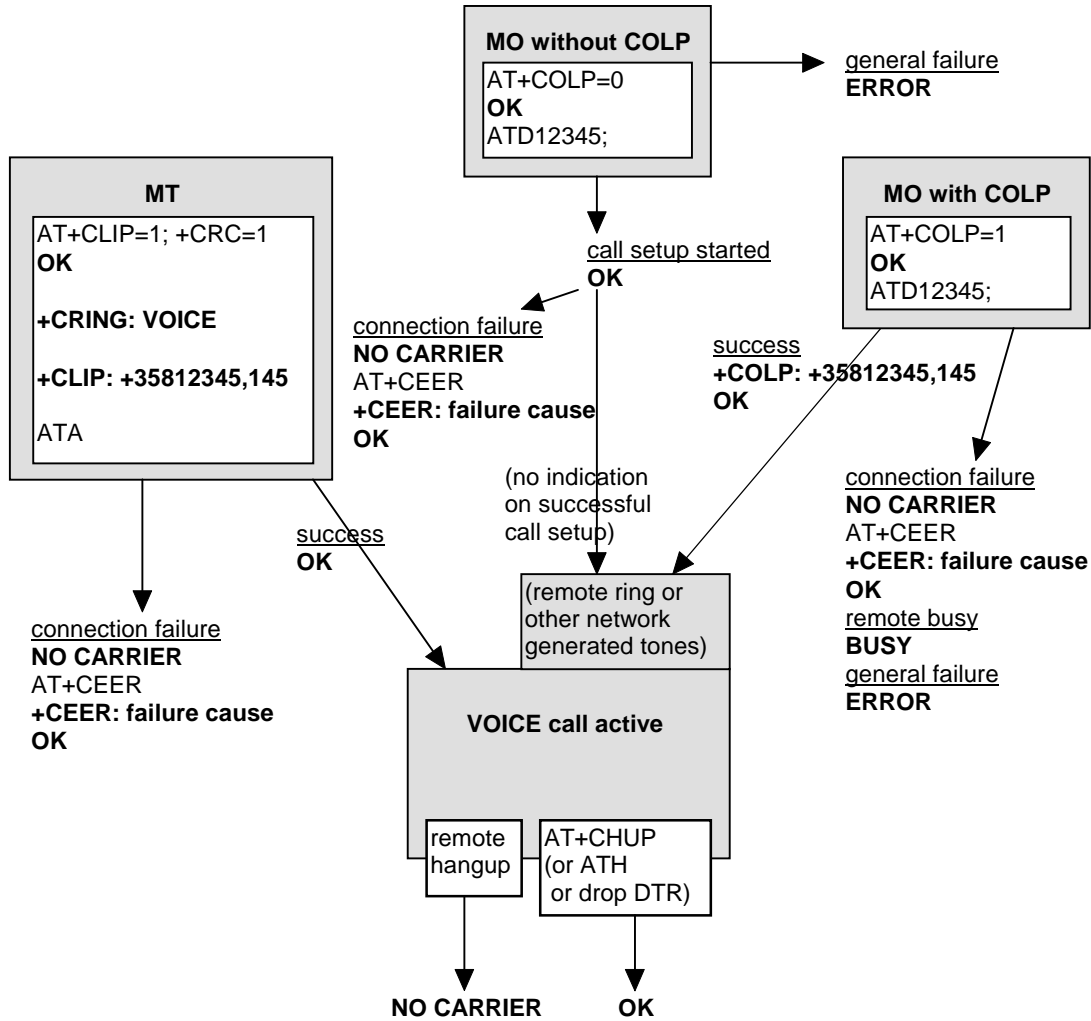 MO without COLP
AT+COLP=0
OK
ATD12345;
general failure
ERROR
MT
AT+CLIP=1; +CRC=1
OK
+CRING: VOICE
+CLIP: +35812345,145
ATA
MO with COLP
AT+COLP=1
OK
ATD12345;
call setup started
OK
connection failure
NO CARRIER
AT+CEER
+CEER: failure cause
OK
success
+COLP: +35812345,145
OK
(no indication
on successful
call setup)
success
OK
connection failure
NO CARRIER
AT+CEER
+CEER: failure cause
OK
remote busy
BUSY
general failure
ERROR
connection failure
NO CARRIER
AT+CEER
+CEER: failure cause
OK
(remote ring or
other network
generated tones)
VOICE call active
remote
hangup
AT+CHUP
(or ATH
or drop DTR)
NO CARRIER
OK